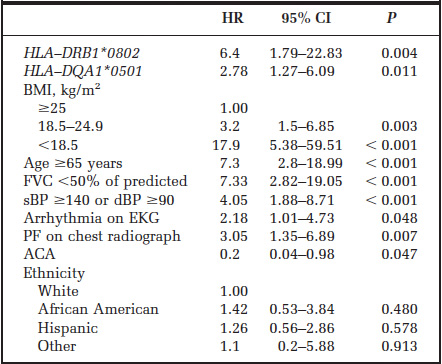 HR 95% CI P
HLA–DRB1*0802 6.4 1.79–22.83 0.004
HLA–DQA1*0501 2.78 1.27–6.09 0.011
BMI, kg/m²
≥25 1.00
18.5–24.9 3.2 1.5–6.85 0.003
<18.5 17.9 5.38–59.51 < 0.001
Age ≥65 years 7.3 2.8–18.99 < 0.001
FVC <50% of predicted 7.33 2.82–19.05 < 0.001
sBP ≥140 or dBP ≥90 4.05 1.88–8.71 < 0.001
Arrhythmia on EKG 2.18 1.01–4.73 0.048
PF on chest radiograph 3.05 1.35–6.89 0.007
ACA 0.2 0.04–0.98 0.047
Ethnicity
White 1.00
African American 1.42 0.53–3.84 0.480
Hispanic 1.26 0.56–2.86 0.578
Other 1.1 0.2–5.88 0.913